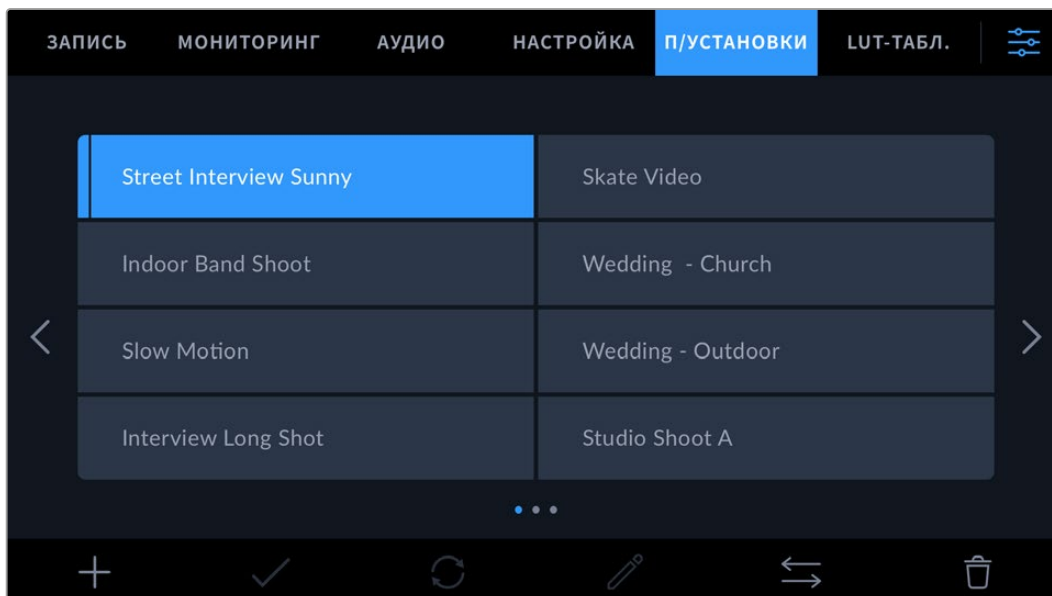 ЗАПИСЬ МОНИТОРИНГ АУДИО НАСТРОЙКА П/УСТАНОВКИ LUT-ТАБЛ.
Street Interview Sunny Skate Video
Indoor Band Shoot Wedding - Church
Slow Motion Wedding - Outdoor
Interview Long Shot Studio Shoot A